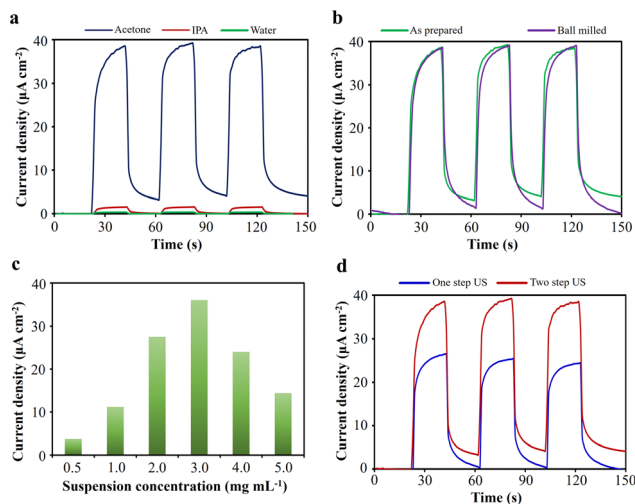 a
Acetone IPA Water
Current density (µA cm-2)
40
30
20
10
0
0 30 60 90 120 150
Time (s)
b
As prepared Ball milled
Current density (µA cm-2)
40
30
20
10
0
0 30 60 90 120 150
Time (s)
c
Current density (µA cm-2)
40
30
20
10
0
0.5 1.0 2.0 3.0 4.0 5.0
Suspension concentration (mg mL-1)
d
One step US Two step US
Current density (µA cm-2)
40
30
20
10
0
0 30 60 90 120 150
Time (s)